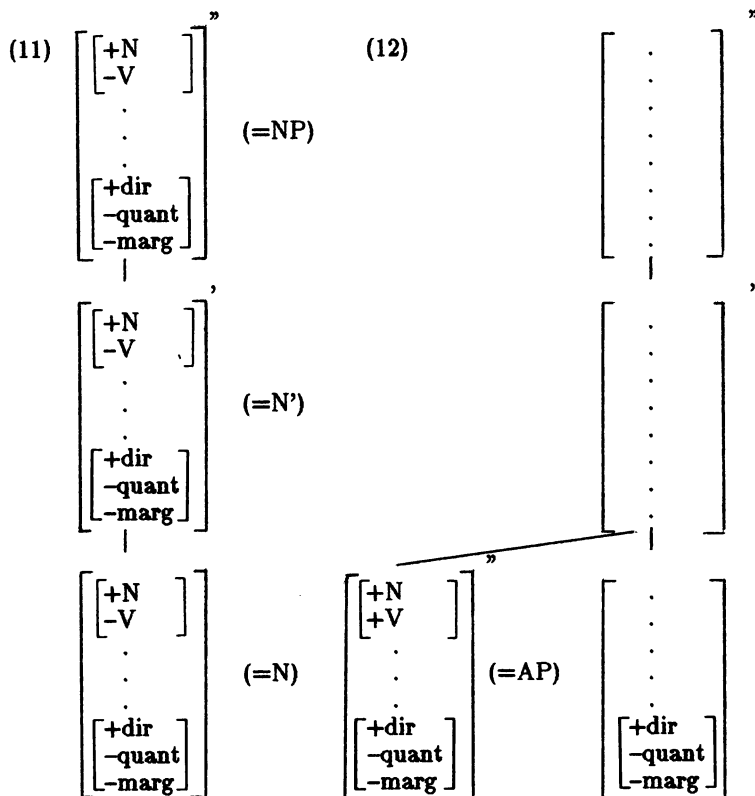 (11) +N (12)
–V
(=NP)
+dir
–quant
–marg
”
”
+N
–V
(=N’)
+dir
–quant
–marg
’
’
+N +N
–V +V
”
(=N) (=AP)
+dir +dir +dir
–quant –quant –quant
–marg –marg –marg